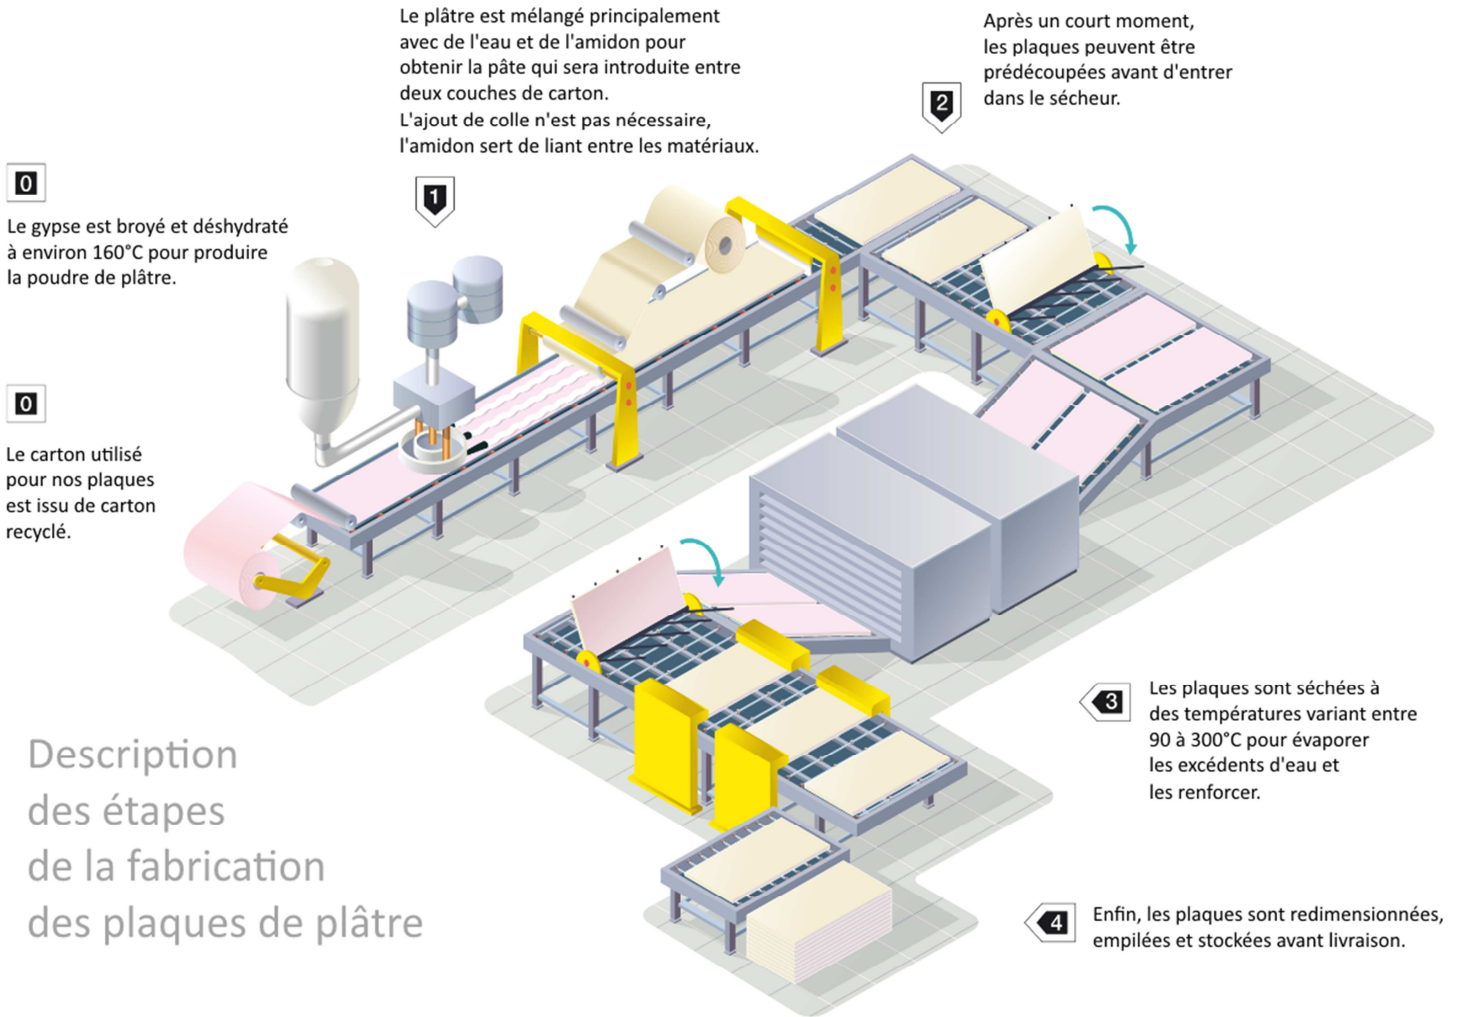 0
Le gypse est broyé et déshydraté
à environ 160°C pour produire
la poudre de plâtre.
0
Le carton utilisé
pour nos plaques
est issu de carton
recyclé.
Le plâtre est mélangé principalement
avec de l'eau et de l'amidon pour
obtenir la pâte qui sera introduite entre
deux couches de carton.
L'ajout de colle n'est pas nécessaire,
l'amidon sert de liant entre les matériaux.
1
Après un court moment,
les plaques peuvent être
prédécoupées avant d'entrer
dans le sécheur.
2
3
Les plaques sont séchées à
des températures variant entre
90 à 300°C pour évaporer
les excédents d'eau et
les renforcer.
4
Enfin, les plaques sont redimensionnées,
empilées et stockées avant livraison.
Description
des étapes
de la fabrication
des plaques de plâtre